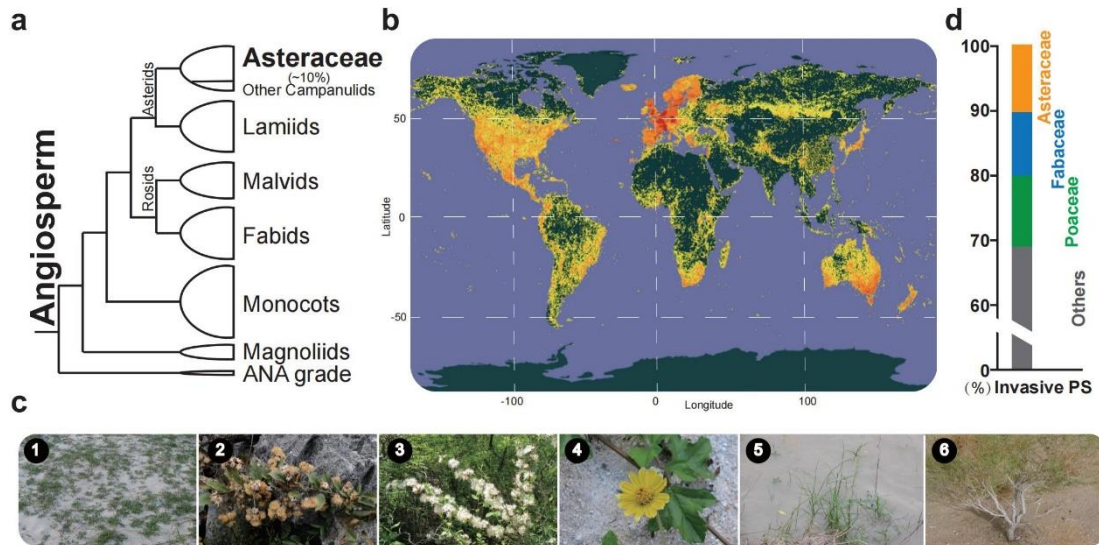 a
Angiosperm
Asterids
Rosids
Asteraceae
(~10%)
Other Campanulids
Lamiids
Malvids
Fabids
Monocots
Magnoliids
ANA grade
b
Latitude
50
0
-50
-100
0
100
Longitude
d
100
90
80
70
60
0
Asteraceae
Fabaceae
Poaceae
Others
(%) Invasive PS
c
1
2
3
4
5
6